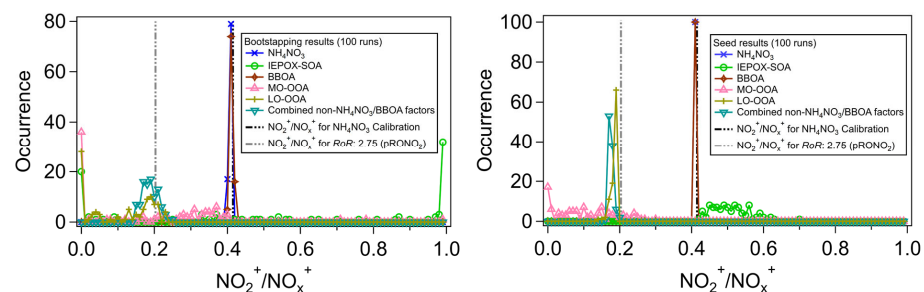 80
60
40
20
0
Occurrence
Bootstapping results (100 runs)
NH₄NO₃
IEPOX-SOA
BBOA
MO-OOA
LO-OOA
Combined non-NH₄NO₃/BBOA factors
NO₂⁺/NOₓ⁺ for NH₄NO₃ Calibration
NO₂⁺/NOₓ⁺ for RoR: 2.75 (pRONO₂)
0.0 0.2 0.4 0.6 0.8 1.0
NO₂⁺/NOₓ⁺
100
80
60
40
20
0
Occurrence
Seed results (100 runs)
NH₄NO₃
IEPOX-SOA
BBOA
MO-OOA
LO-OOA
Combined non-NH₄NO₃/BBOA factors
NO₂⁺/NOₓ⁺ for NH₄NO₃ Calibration
NO₂⁺/NOₓ⁺ for RoR: 2.75 (pRONO₂)
0.0 0.2 0.4 0.6 0.8 1.0
NO₂⁺/NOₓ⁺